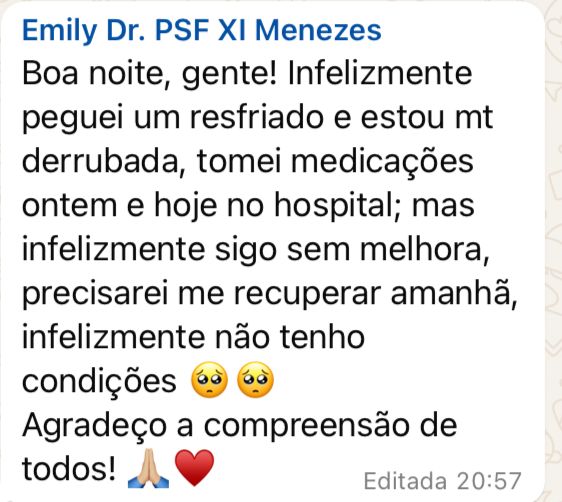 Emily Dr. PSF XI Menezes
Boa noite, gente! Infelizmente
peguei um resfriado e estou mt
derrubada, tomei medicações
ontem e hoje no hospital; mas
infelizmente sigo sem melhora,
precisarei me recuperar amanhã,
infelizmente não tenho
condições 🥺🥺
Agradeço a compreensão de
todos! 🙏🏼♥️
Editada 20:57